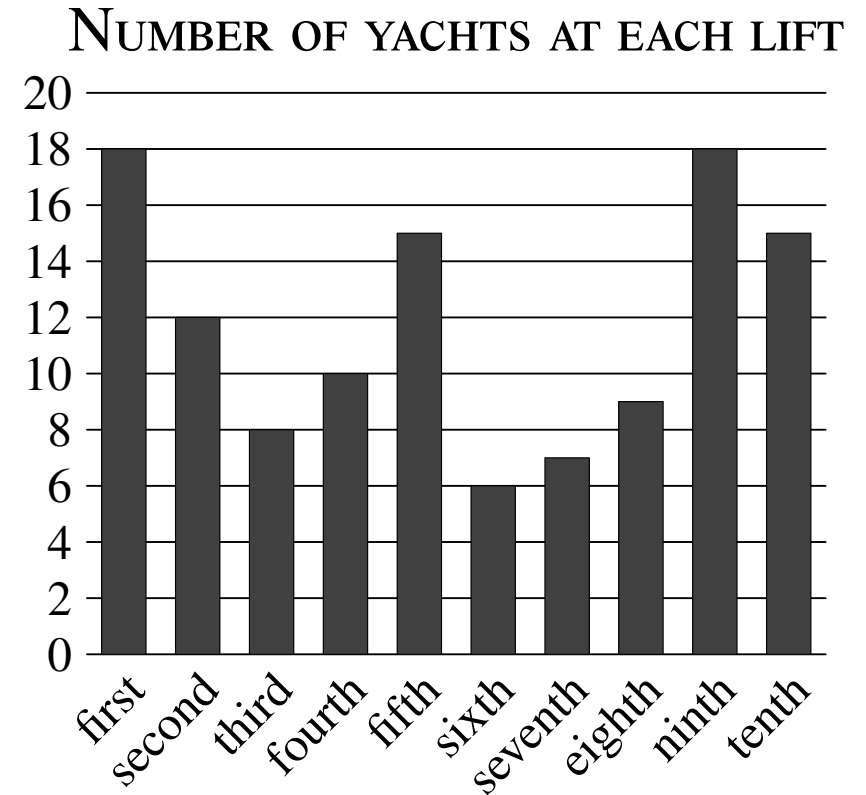 NUMBER OF YACHTS AT EACH LIFT
20
18
16
14
12
10
8
6
4
2
0
first
second
third
fourth
fifth
sixth
seventh
eighth
ninth
tenth